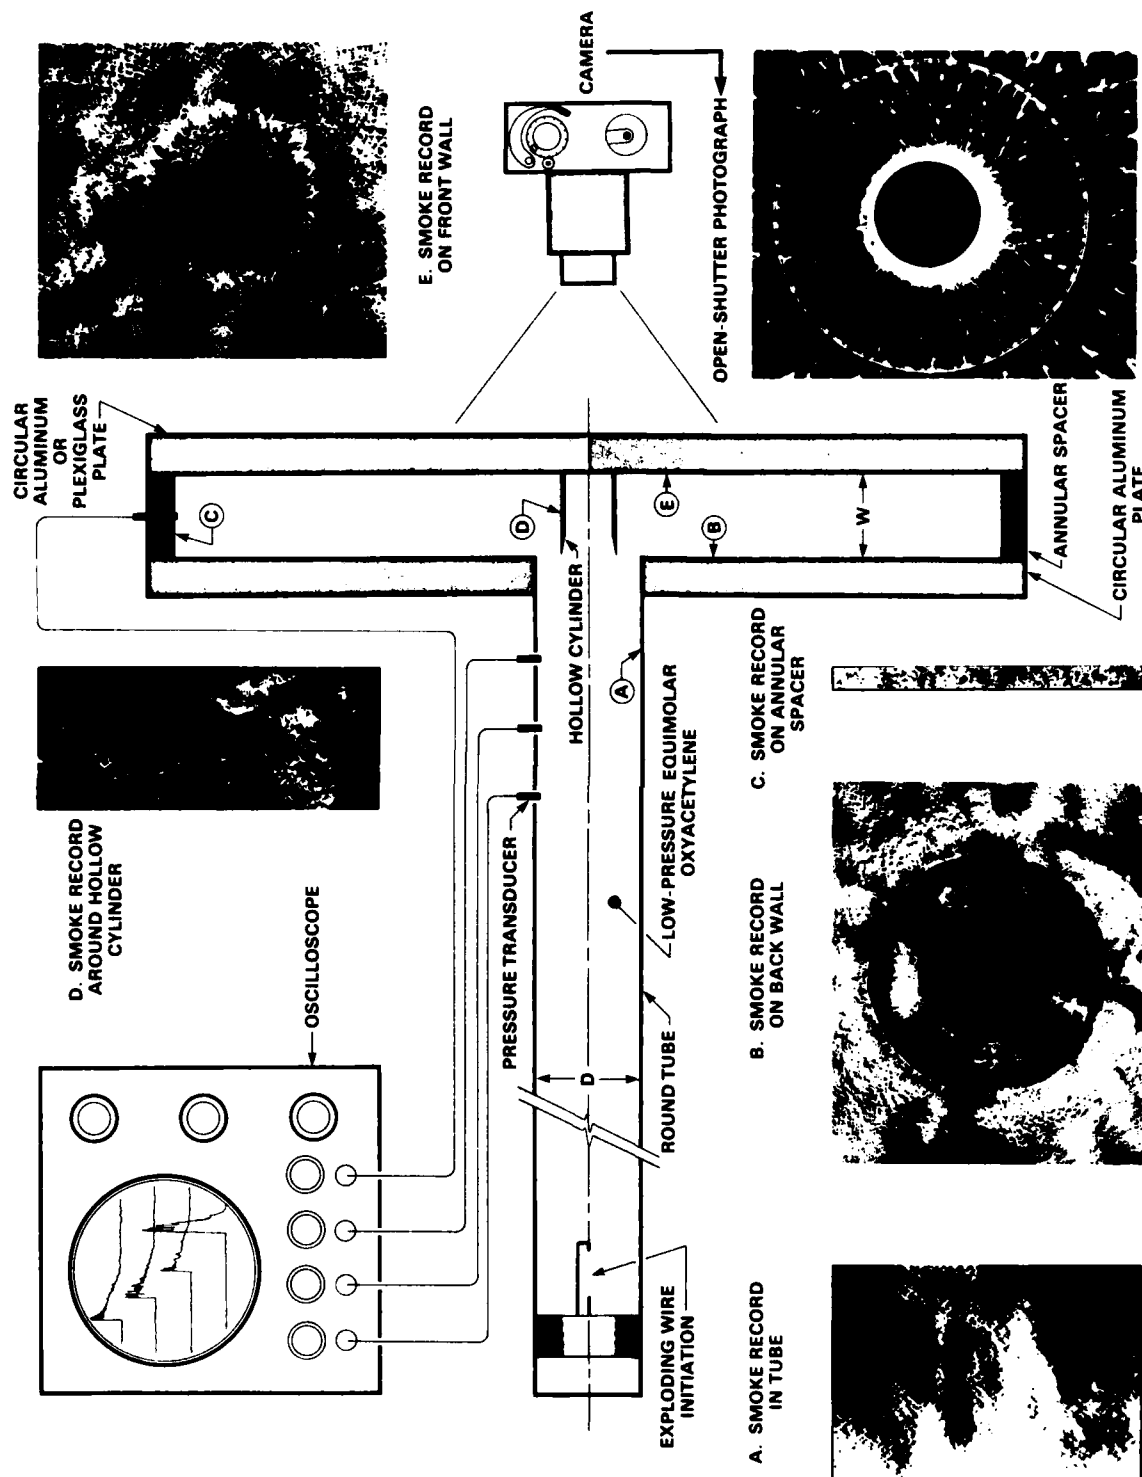 CAMERA
E. SMOKE RECORD
ON FRONT WALL
OPEN-SHUTTER PHOTOGRAPH
CIRCULAR
ALUMINUM
OR
PLEXIGLASS
PLATE
C
D
E
B
W
ANNULAR SPACER
CIRCULAR ALUMINUM
PLATE
HOLLOW CYLINDER
A
D. SMOKE RECORD
AROUND HOLLOW
CYLINDER
PRESSURE TRANSDUCER
LOW-PRESSURE EQUIMOLAR
OXYACETYLENE
C. SMOKE RECORD
ON ANNULAR
SPACER
OSCILLOSCOPE
D
ROUND TUBE
B. SMOKE RECORD
ON BACK WALL
EXPLODING WIRE
INITIATION
A. SMOKE RECORD
IN TUBE